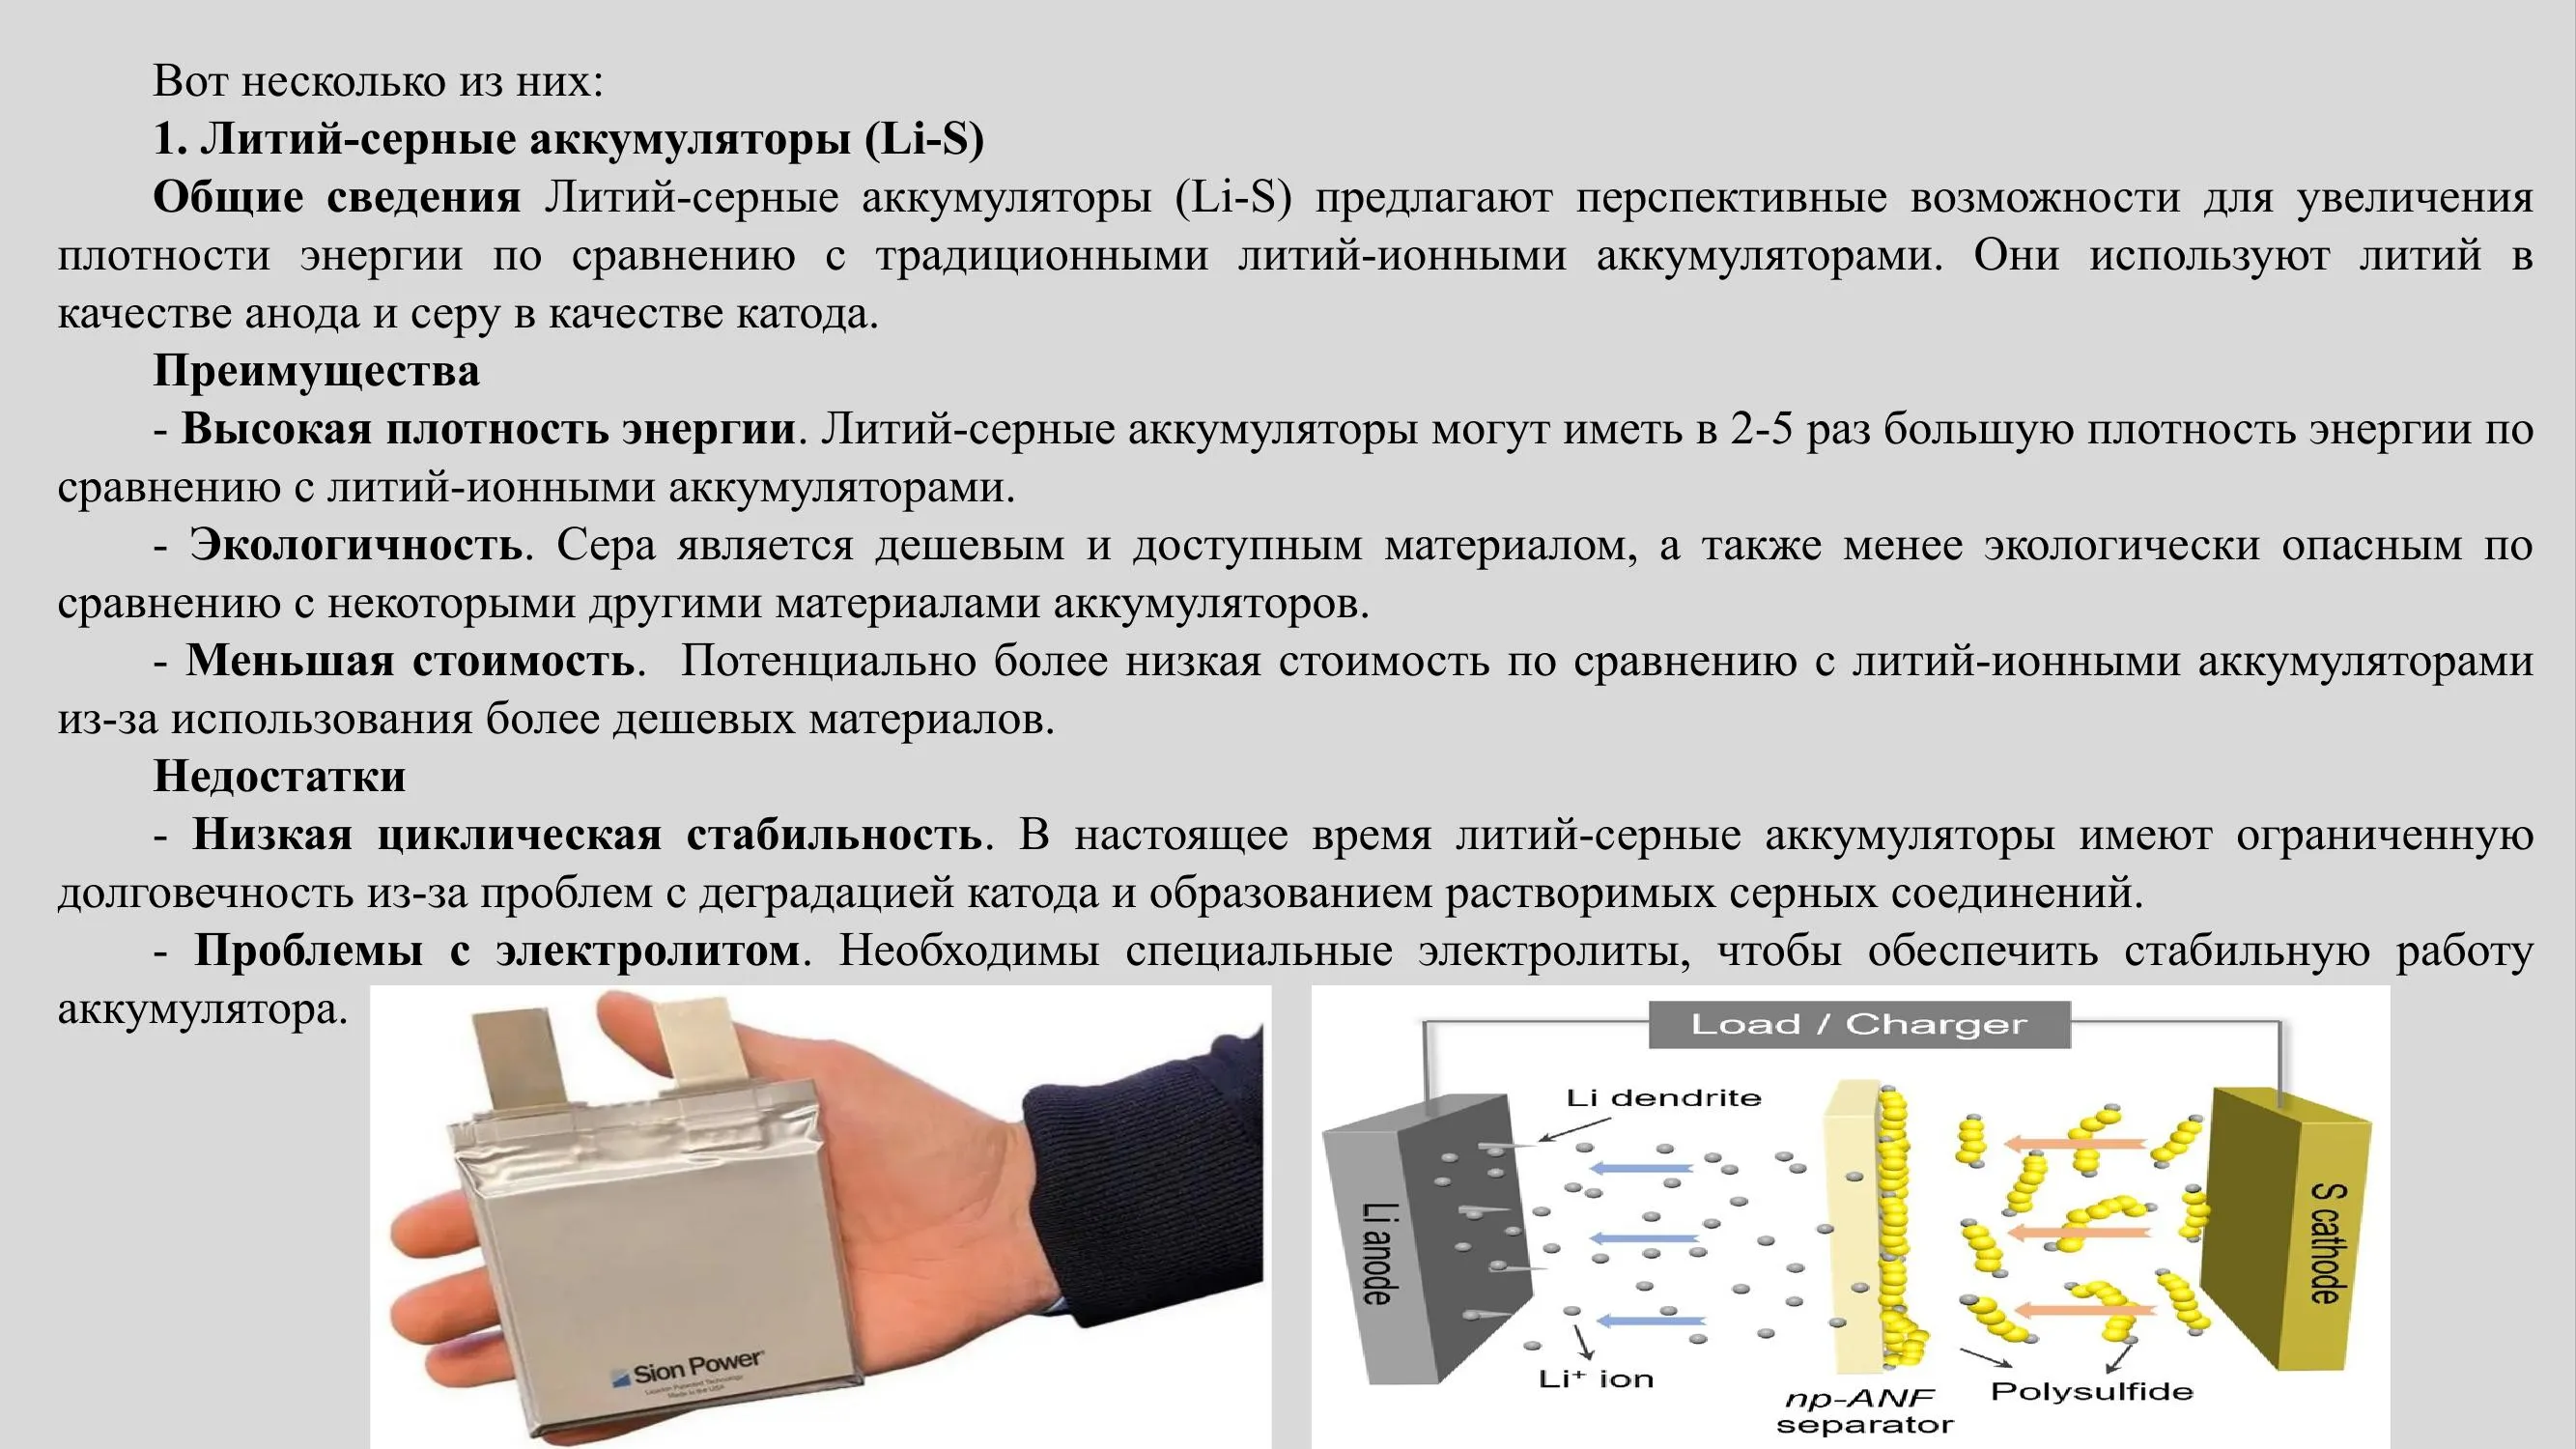 Вот несколько из них:
1. Литий-серные аккумуляторы (Li-S)
Общие сведения Литий-серные аккумуляторы (Li-S) предлагают перспективные возможности для увеличения
плотности энергии по сравнению с традиционными литий-ионными аккумуляторами. Они используют литий в
качестве анода и серу в качестве катода.
Преимущества
- Высокая плотность энергии. Литий-серные аккумуляторы могут иметь в 2-5 раз большую плотность энергии по
сравнению с литий-ионными аккумуляторами.
- Экологичность. Сера является дешевым и доступным материалом, а также менее экологически опасным по
сравнению с некоторыми другими материалами аккумуляторов.
- Меньшая стоимость. Потенциально более низкая стоимость по сравнению с литий-ионными аккумуляторами
из-за использования более дешевых материалов.
Недостатки
- Низкая циклическая стабильность. В настоящее время литий-серные аккумуляторы имеют ограниченную
долговечность из-за проблем с деградацией катода и образованием растворимых серных соединений.
- Проблемы с электролитом. Необходимы специальные электролиты, чтобы обеспечить стабильную работу
аккумулятора.
Sion Power
Made in the USA
Load / Charger
Li dendrite
Li anode
S cathode
Li⁺ ion
np-ANF
separator
Polysulfide